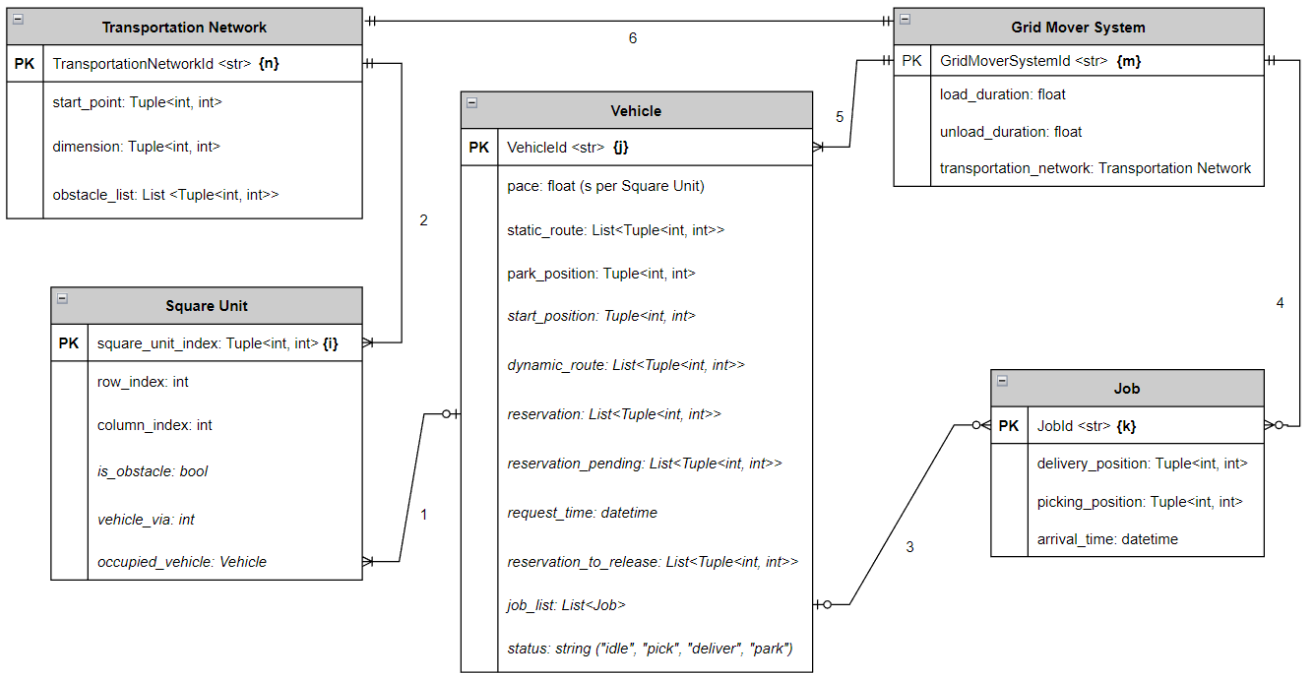 Transportation Network
PK TransportationNetworkId <str> {n}
start_point: Tuple<int, int>
dimension: Tuple<int, int>
obstacle_list: List <Tuple<int, int>>
6
Grid Mover System
PK GridMoverSystemId <str> {m}
load_duration: float
unload_duration: float
transportation_network: Transportation Network
5
2
Vehicle
PK VehicleId <str> {j}
pace: float (s per Square Unit)
static_route: List<Tuple<int, int>>
park_position: Tuple<int, int>
start_position: Tuple<int, int>
dynamic_route: List<Tuple<int, int>>
reservation: List<Tuple<int, int>>
reservation_pending: List<Tuple<int, int>>
request_time: datetime
reservation_to_release: List<Tuple<int, int>>
job_list: List<Job>
status: string ("idle", "pick", "deliver", "park")
Square Unit
PK square_unit_index: Tuple<int, int> {i}
row_index: int
column_index: int
is_obstacle: bool
vehicle_via: int
occupied_vehicle: Vehicle
1
4
Job
PK JobId <str> {k}
delivery_position: Tuple<int, int>
picking_position: Tuple<int, int>
arrival_time: datetime
3